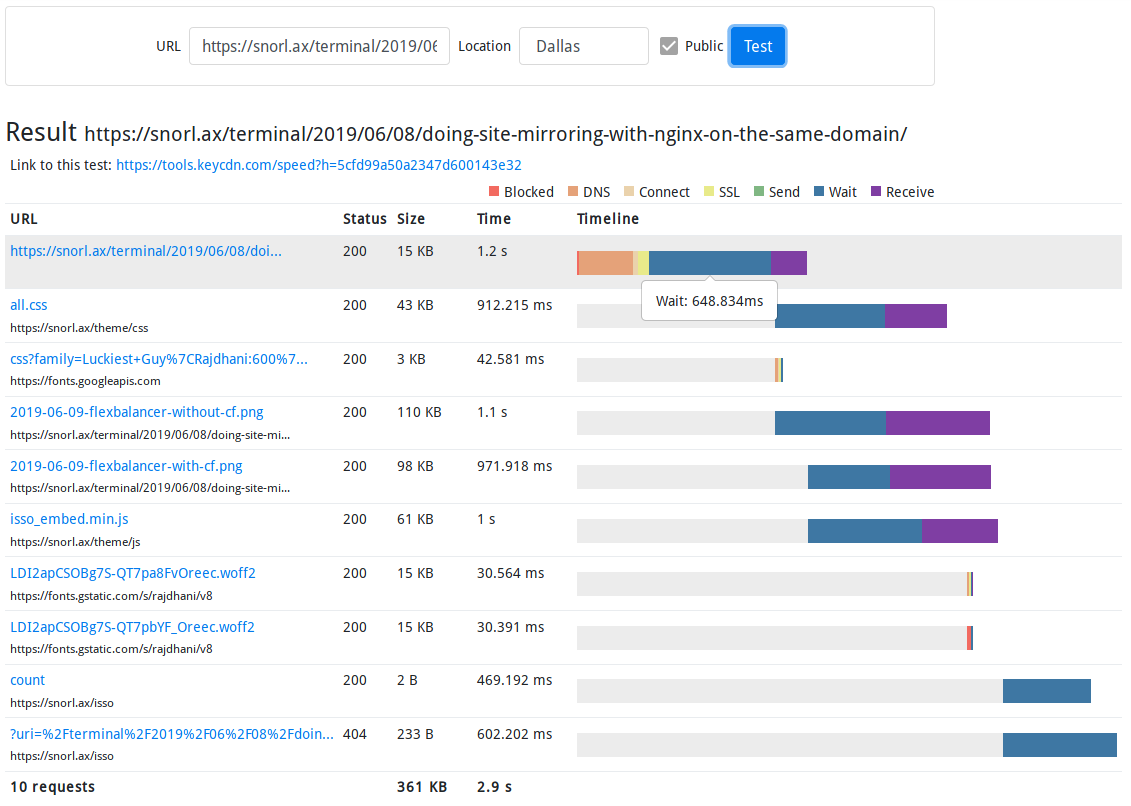 URL https://snorl.ax/terminal/2019/06 Location Dallas Public Test
Result https://snorl.ax/terminal/2019/06/08/doing-site-mirroring-with-nginx-on-the-same-domain/
Link to this test: https://tools.keycdn.com/speed?h=5cfd99a50a2347d600143e32
Blocked DNS Connect SSL Send Wait Receive
URL Status Size Time Timeline
https://snorl.ax/terminal/2019/06/08/doi... 200 15 KB 1.2 s
Wait: 648.834ms
all.css 200 43 KB 912.215 ms
https://snorl.ax/theme/css
css?family=Luckiest+Guy%7CRajdhani:600%7... 200 3 KB 42.581 ms
https://fonts.googleapis.com
2019-06-09-flexbalancer-without-cf.png 200 110 KB 1.1 s
https://snorl.ax/terminal/2019/06/08/doing-site-mi...
2019-06-09-flexbalancer-with-cf.png 200 98 KB 971.918 ms
https://snorl.ax/terminal/2019/06/08/doing-site-mi...
isso_embed.min.js 200 61 KB 1 s
https://snorl.ax/theme/js
LDI2apCSOBg7S-QT7pa8FvOreec.woff2 200 15 KB 30.564 ms
https://fonts.gstatic.com/s/rajdhani/v8
LDI2apCSOBg7S-QT7pbYF_Oreec.woff2 200 15 KB 30.391 ms
https://fonts.gstatic.com/s/rajdhani/v8
count 200 2 B 469.192 ms
https://snorl.ax/isso
?uri=%2Fterminal%2F2019%2F06%2F08%2Fdoin... 404 233 B 602.202 ms
https://snorl.ax/isso
10 requests 361 KB 2.9 s